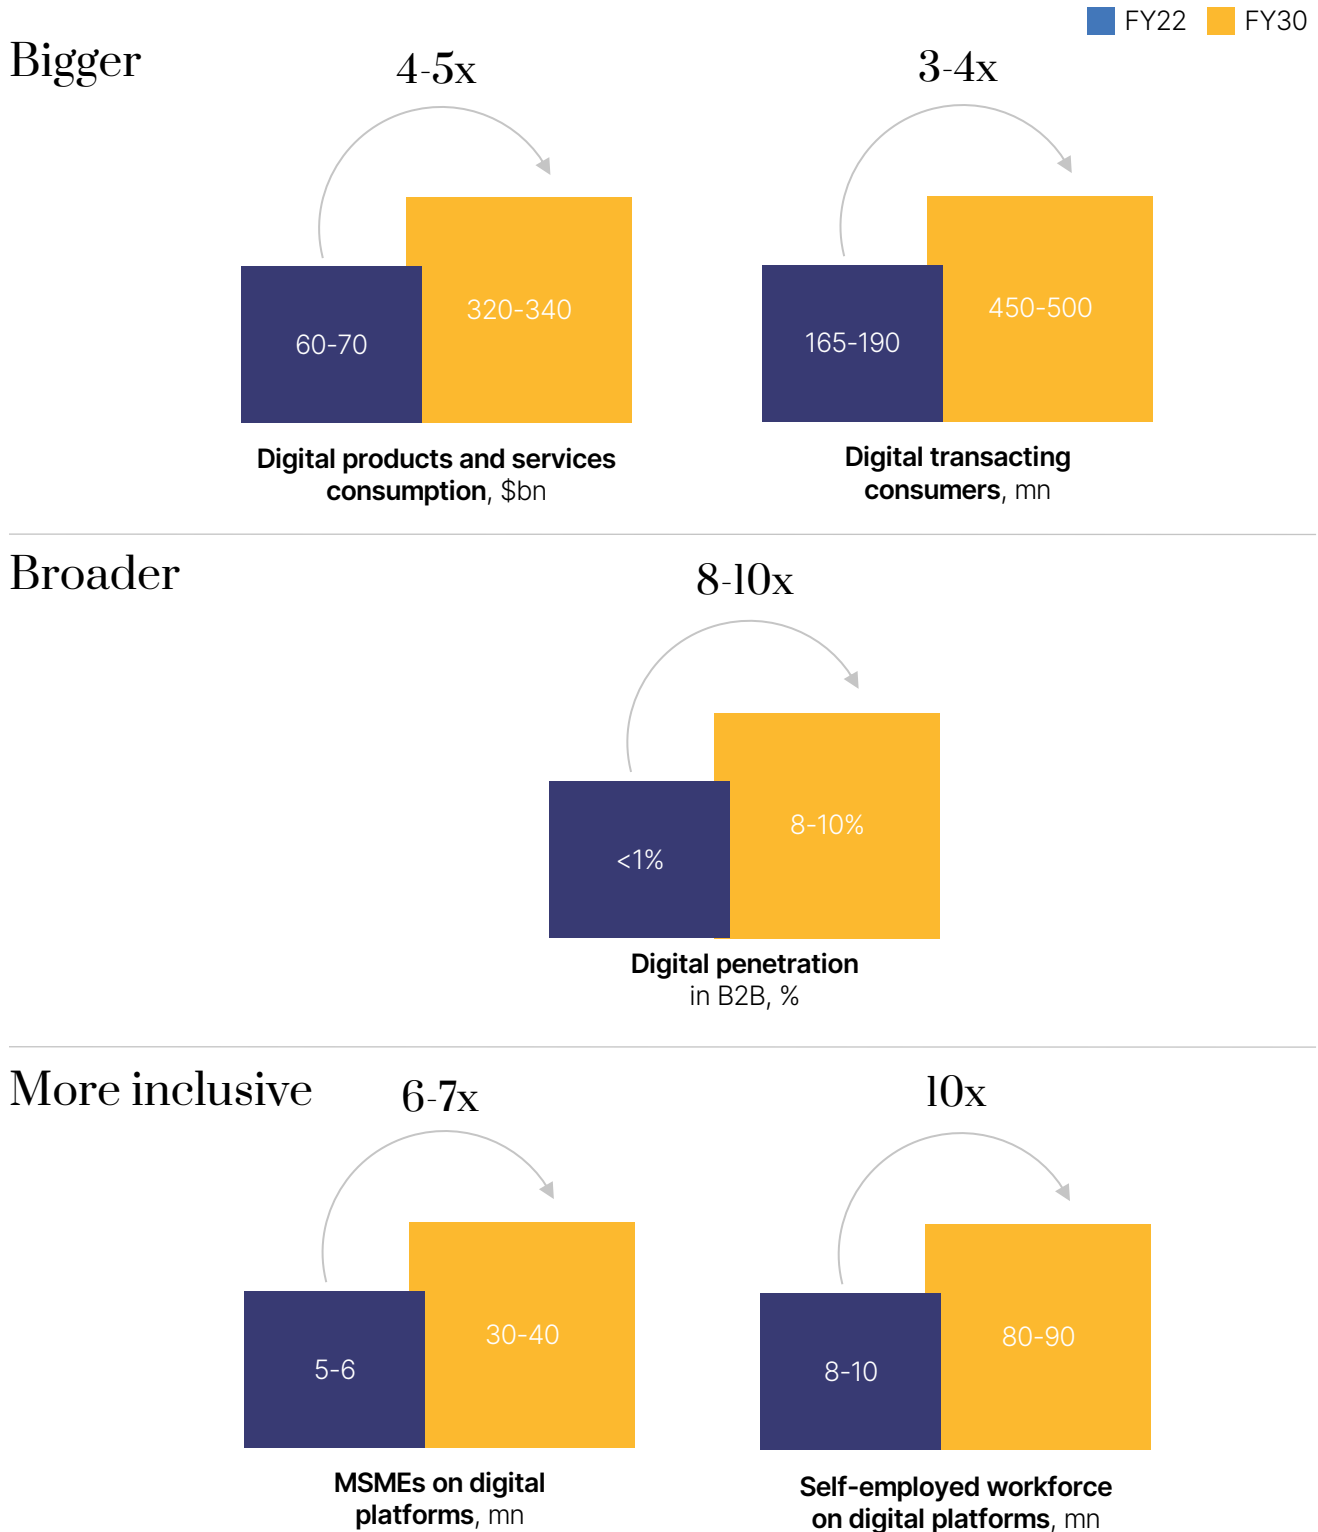 FY22
FY30
Bigger
4-5x
3-4x
60-70
320-340
165-190
450-500
Digital products and services
consumption, $bn
Digital transacting
consumers, mn
Broader
8-10x
<1%
8-10%
Digital penetration
in B2B, %
More inclusive
6-7x
10x
5-6
30-40
8-10
80-90
MSMEs on digital
platforms, mn
Self-employed workforce
on digital platforms, mn